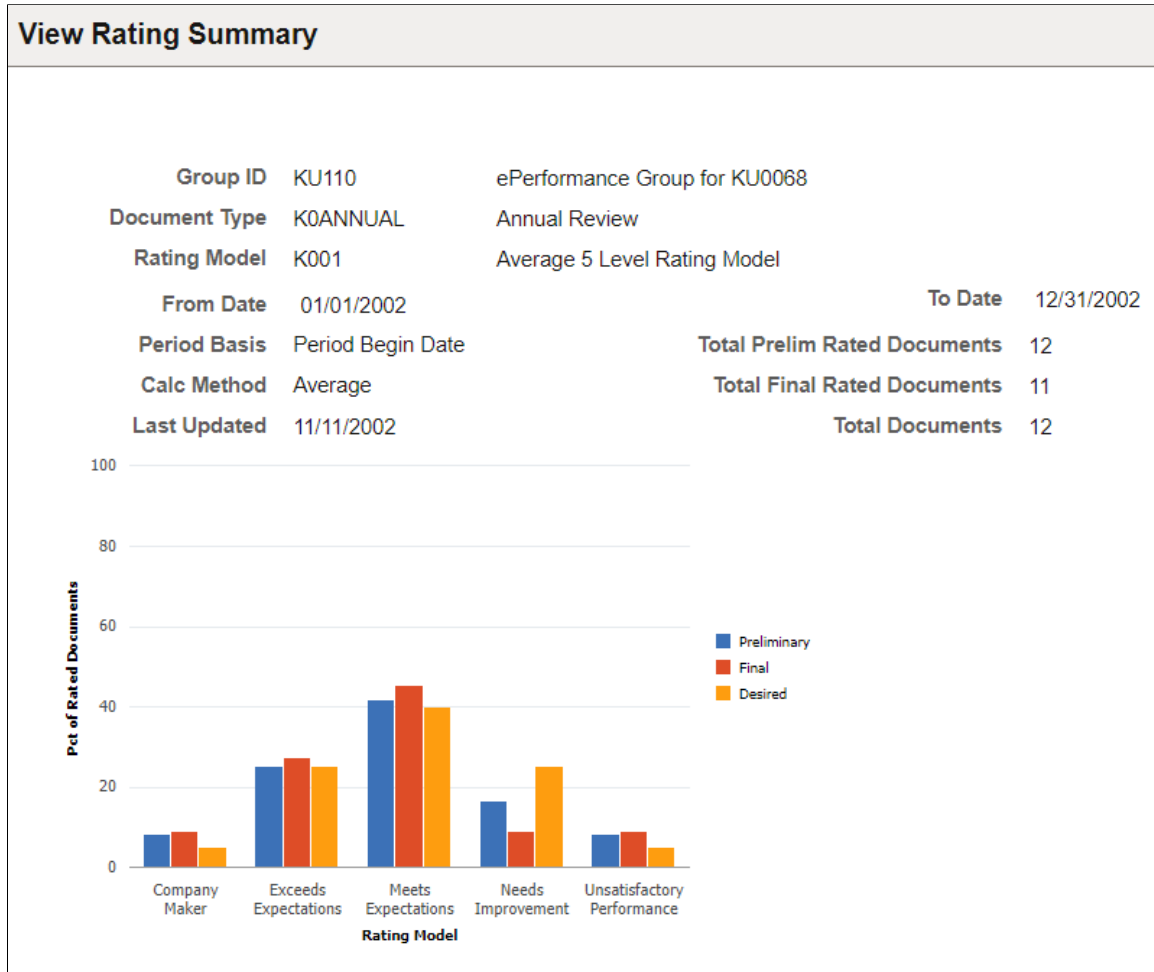 View Rating Summary
Group ID KU110 ePerformance Group for KU0068
Document Type K0ANNUAL Annual Review
Rating Model K001 Average 5 Level Rating Model
From Date 01/01/2002 To Date 12/31/2002
Period Basis Period Begin Date Total Prelim Rated Documents 12
Calc Method Average Total Final Rated Documents 11
Last Updated 11/11/2002 Total Documents 12
100
80
60
40
20
0
Pct of Rated Documents
Preliminary
Final
Desired
Company Exceeds Meets Needs Unsatisfactory
Maker Expectations Expectations Improvement Performance
Rating Model